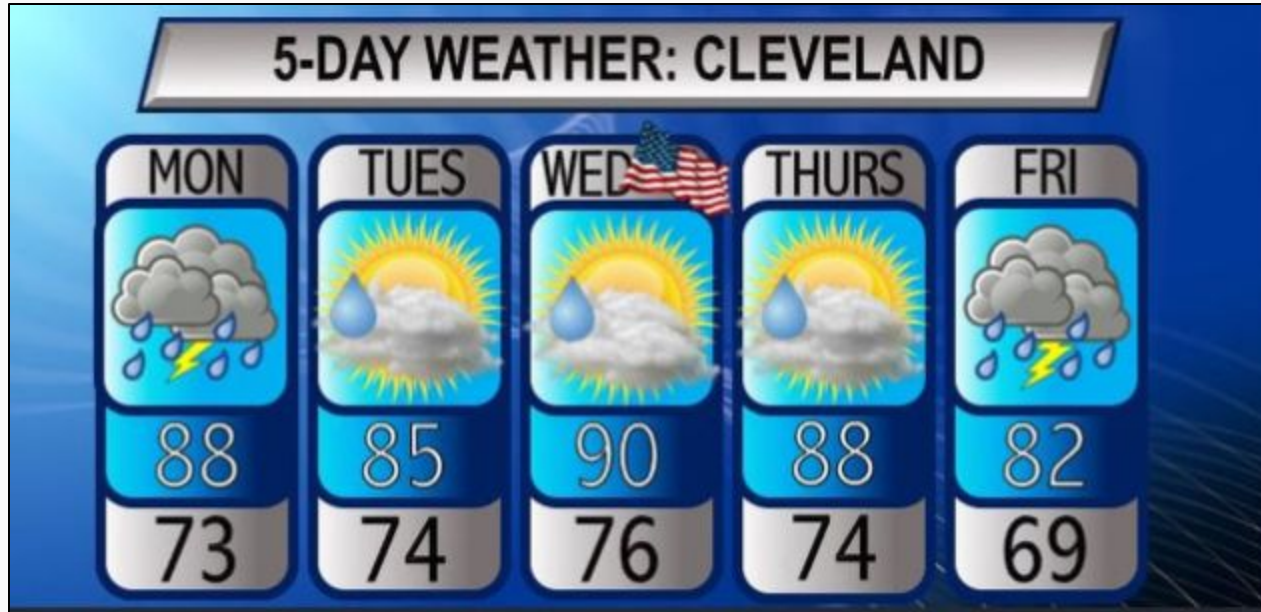 5-DAY WEATHER: CLEVELAND
MON TUES WED THURS FRI
88 85 90 88 82
73 74 76 74 69